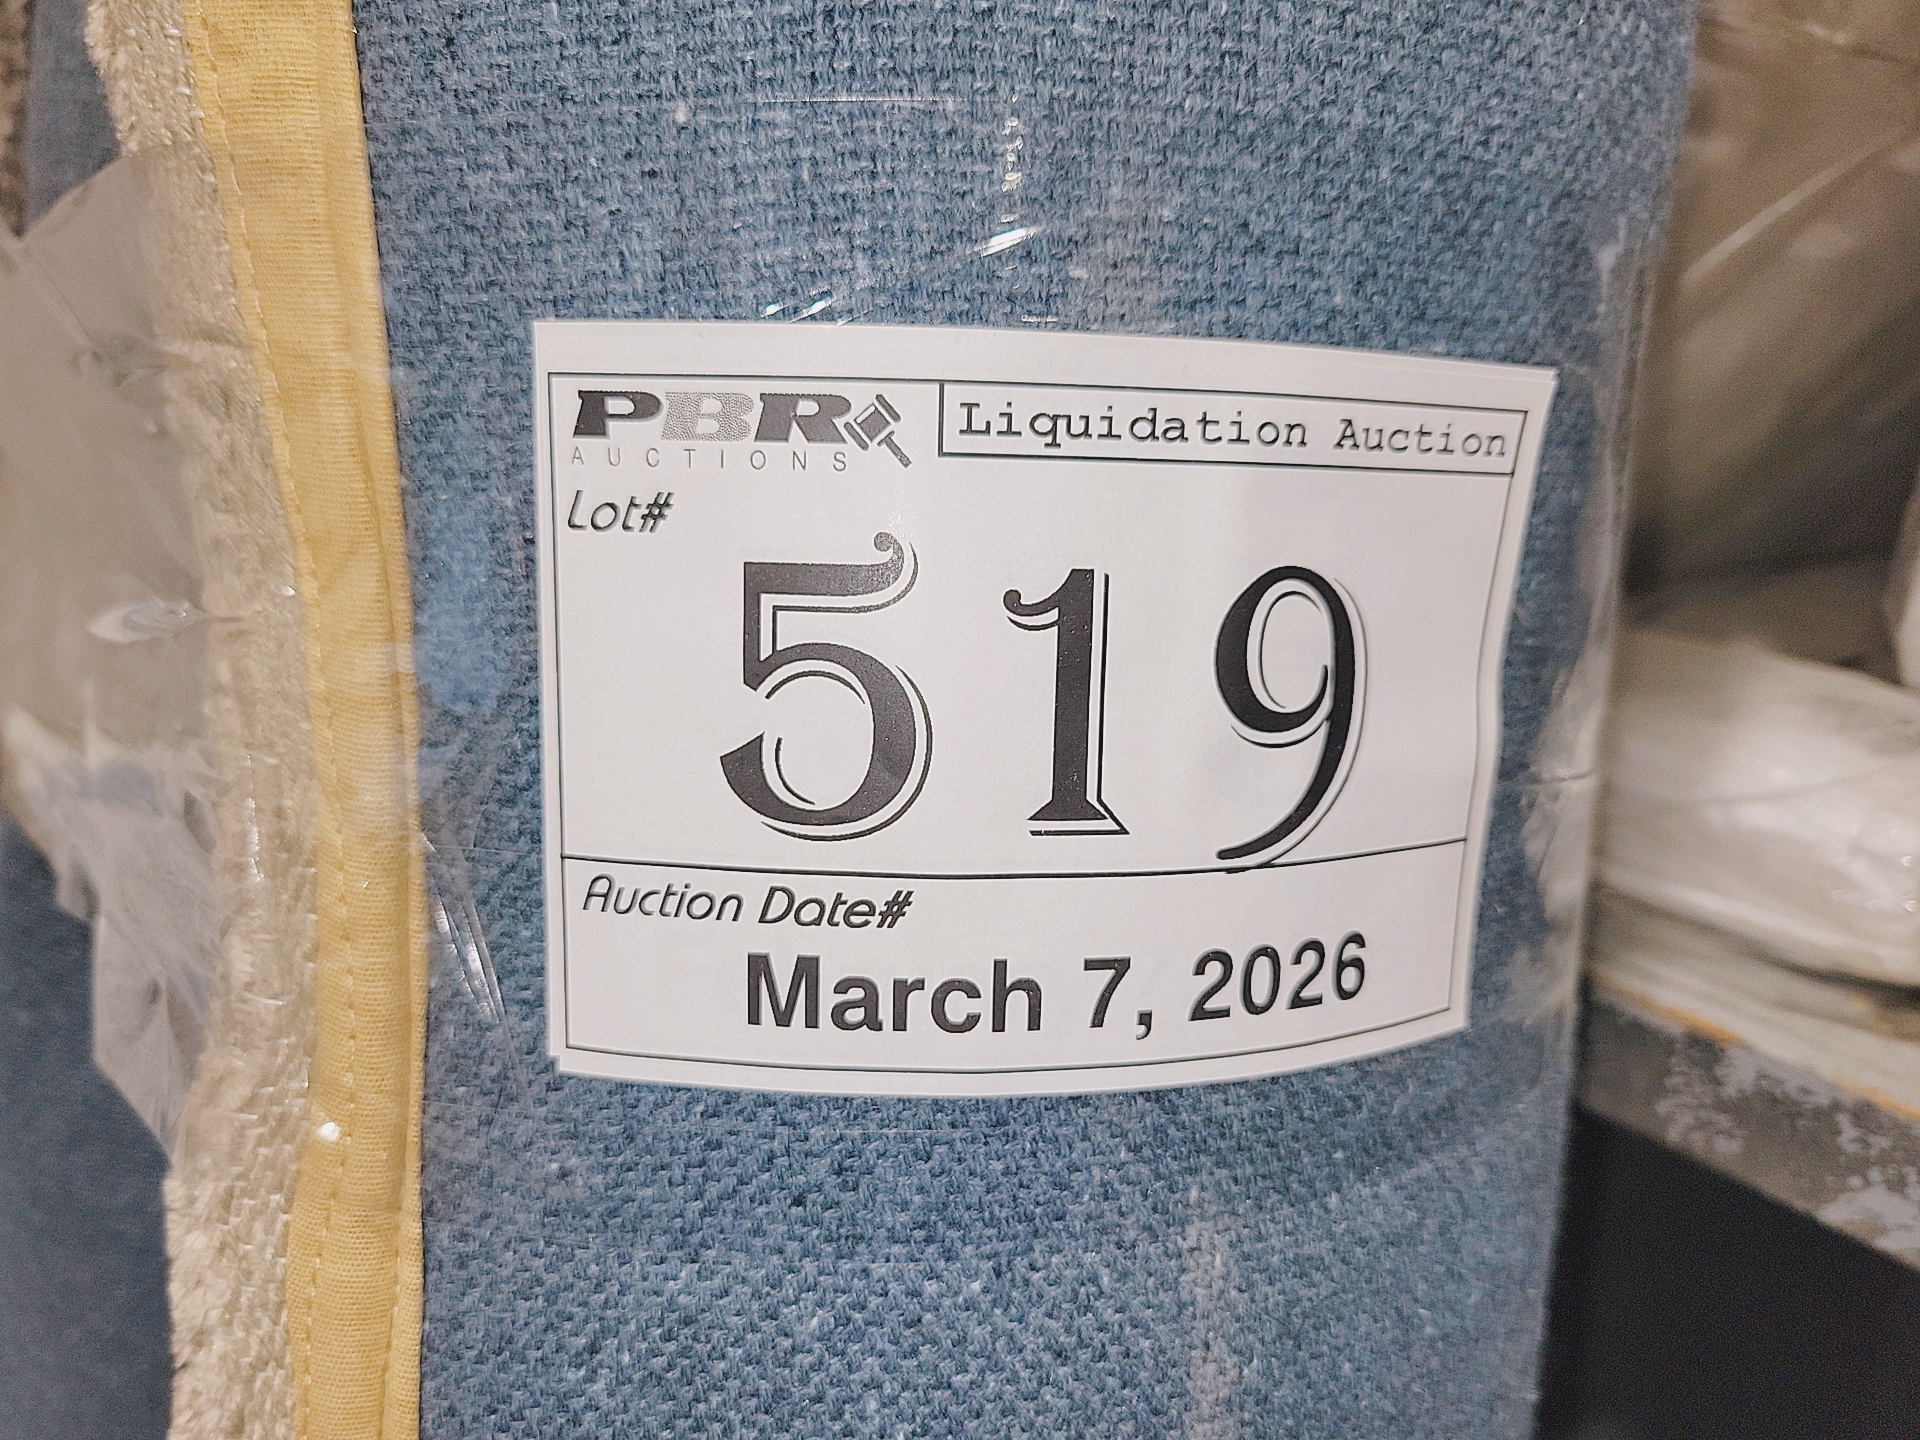 PBR
AUCTIONS
Liquidation Auction
Lot#
519
Auction Date#
March 7, 2026